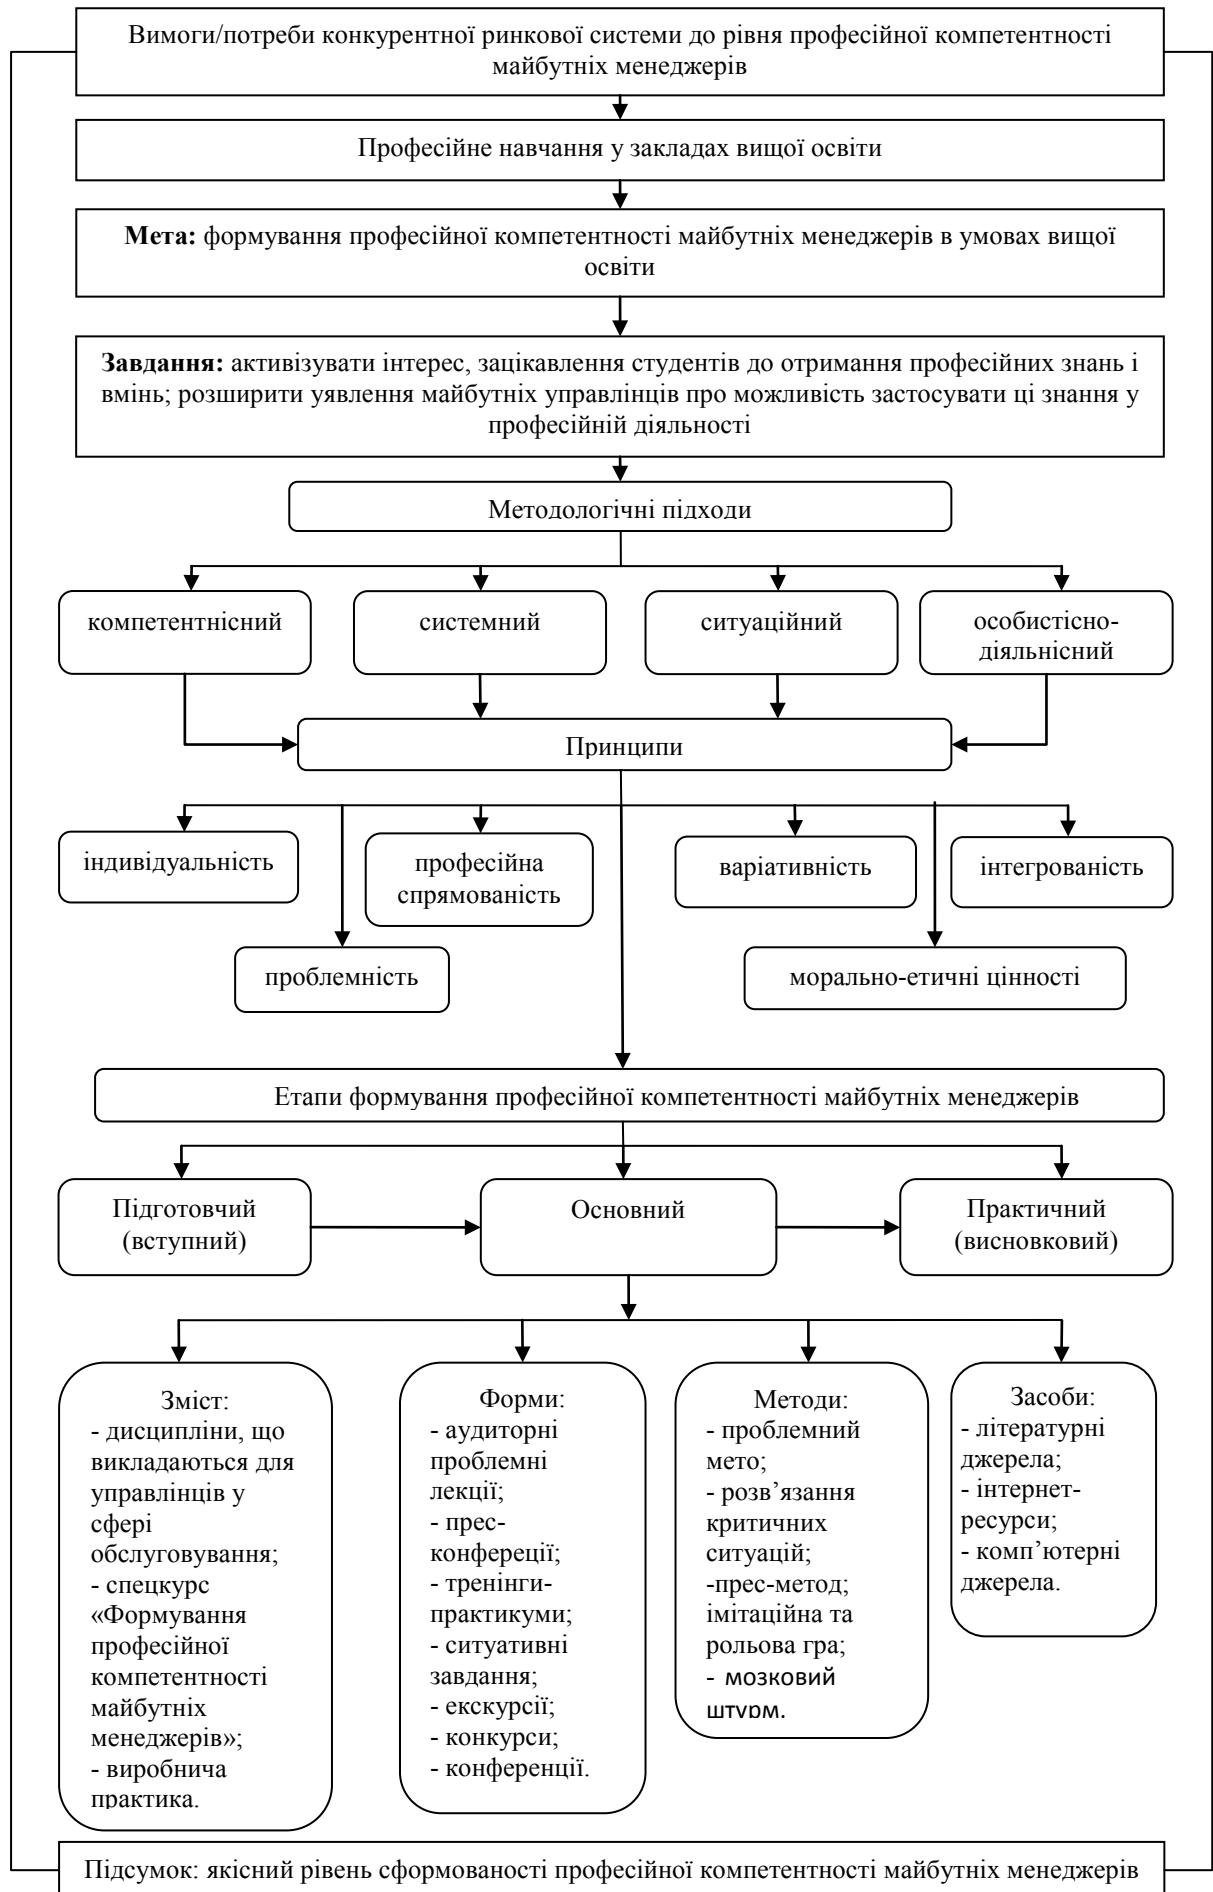 Вимоги/потреби конкурентної ринкової системи до рівня професійної компетентності
майбутніх менеджерів
Професійне навчання у закладах вищої освіти
Мета: формування професійної компетентності майбутніх менеджерів в умовах вищої
освіти
Завдання: активізувати інтерес, зацікавлення студентів до отримання професійних знань і
вмінь; розширити уявлення майбутніх управлінців про можливість застосувати ці знання у
професійній діяльності
Методологічні підходи
компетентнісний
системний
ситуаційний
особистісно-
діяльнісний
Принципи
індивідуальність
професійна
спрямованість
варіативність
інтегрованість
проблемність
морально-етичні цінності
Етапи формування професійної компетентності майбутніх менеджерів
Підготовчий
(вступний)
Основний
Практичний
(висновковий)
Зміст:
- дисципліни, що
викладаються для
управлінців у
сфері
обслуговування;
- спецкурс
«Формування
професійної
компетентності
майбутніх
менеджерів»;
- виробнича
практика.
Форми:
- аудиторні
проблемні
лекції;
- прес-
конфереції;
- тренінги-
практикуми;
- ситуативні
завдання;
- екскурсії;
- конкурси;
- конференції.
Методи:
- проблемний
мето;
- розв’язання
критичних
ситуацій;
-прес-метод;
імітаційна та
рольова гра;
- мозковий
штурм.
Засоби:
- літературні
джерела;
- інтернет-
ресурси;
- комп’ютерні
джерела.
Підсумок: якісний рівень сформованості професійної компетентності майбутніх менеджерів